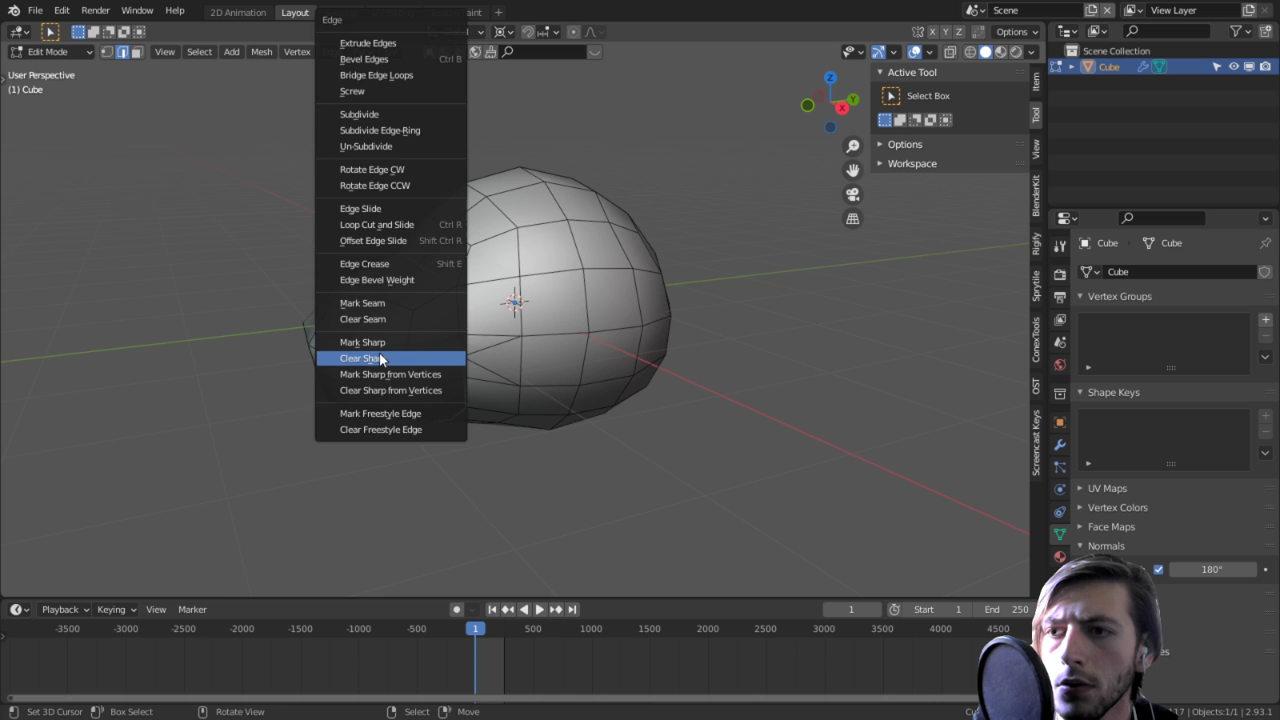 File Edit Render Window Help 2D Animation Layout + Scene View Layer
Edge
Edit Mode View Select Add Mesh Vertex X Y Z Options Scene Collection
User Perspective
(1) Cube
Extrude Edges
Bevel Edges Ctrl B
Bridge Edge Loops
Screw
Subdivide
Subdivide Edge-Ring
Un-Subdivide
Rotate Edge CW
Rotate Edge CCW
Edge Slide
Loop Cut and Slide Ctrl R
Offset Edge Slide Shift Ctrl R
Edge Crease Shift E
Edge Bevel Weight
Mark Seam
Clear Seam
Mark Sharp
Clear
Mark Sharp from Vertices
Clear Sharp from Vertices
Mark Freestyle Edge
Clear Freestyle Edge
Z
Y
X
Active Tool
Select Box
Options
Workspace
Item
Tool
View
BlenderKit
Rigify
Sprytile
ConexTools
OST
Screencast Keys
Cube
Cube Cube
Cube
Vertex Groups
Shape Keys
UV Maps
Vertex Colors
Face Maps
Normals
180°
Playback Keying View Marker 1 Start 1 End 250
-3500 -3000 -2500 -2000 -1500 -1000 -500 1 500 1000 1500 2000 2500 3000 3500 4000 4500
Set 3D Cursor Box Select Rotate View Select Move Objects:1/1 | 2.93.1